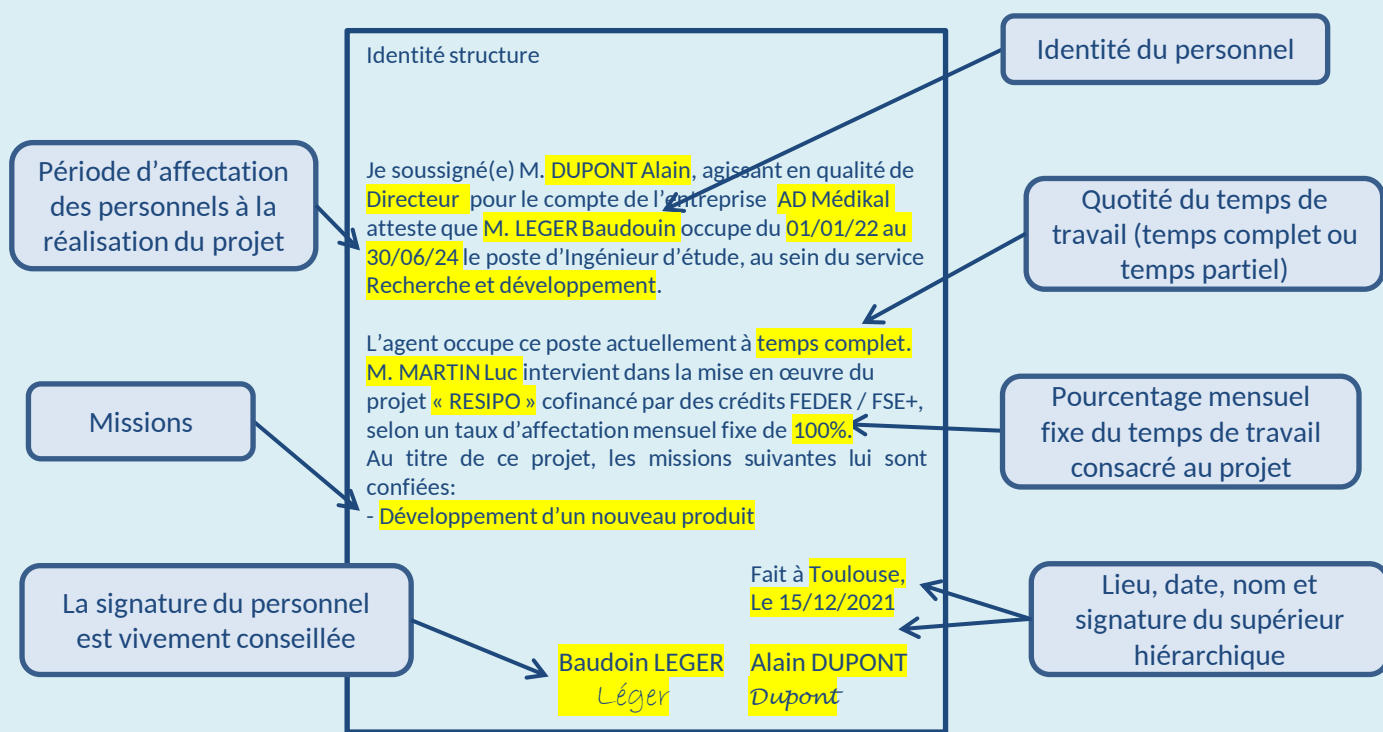 Identité structure
Identité du personnel
Période d’affectation
des personnels à la
réalisation du projet
Je soussigné(e) M. DUPONT Alain, agissant en qualité de
Directeur pour le compte de l’entreprise AD Médikal
atteste que M. LEGER Baudouin occupe du 01/01/22 au
30/06/24 le poste d’Ingénieur d’étude, au sein du service
Recherche et développement.
Quotité du temps de
travail (temps complet ou
temps partiel)
L’agent occupe ce poste actuellement à temps complet.
M. MARTIN Luc intervient dans la mise en œuvre du
projet « RESIPO » cofinancé par des crédits FEDER / FSE+,
selon un taux d’affectation mensuel fixe de 100%.
Au titre de ce projet, les missions suivantes lui sont
confiées:
- Développement d’un nouveau produit
Missions
Pourcentage mensuel
fixe du temps de travail
consacré au projet
Fait à Toulouse,
Le 15/12/2021
La signature du personnel
est vivement conseillée
Lieu, date, nom et
signature du supérieur
hiérarchique
Baudoin LEGER Alain DUPONT
Léger Dupont